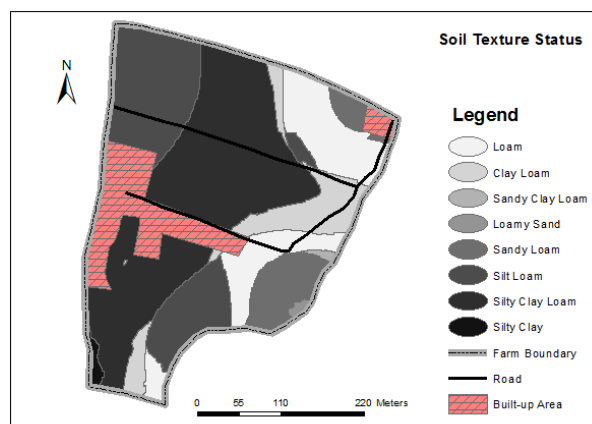 Soil Texture Status
N
Legend
Loam
Clay Loam
Sandy Clay Loam
Loamy Sand
Sandy Loam
Silt Loam
Silty Clay Loam
Silty Clay
Farm Boundary
Road
Built-up Area
0 55 110 220 Meters